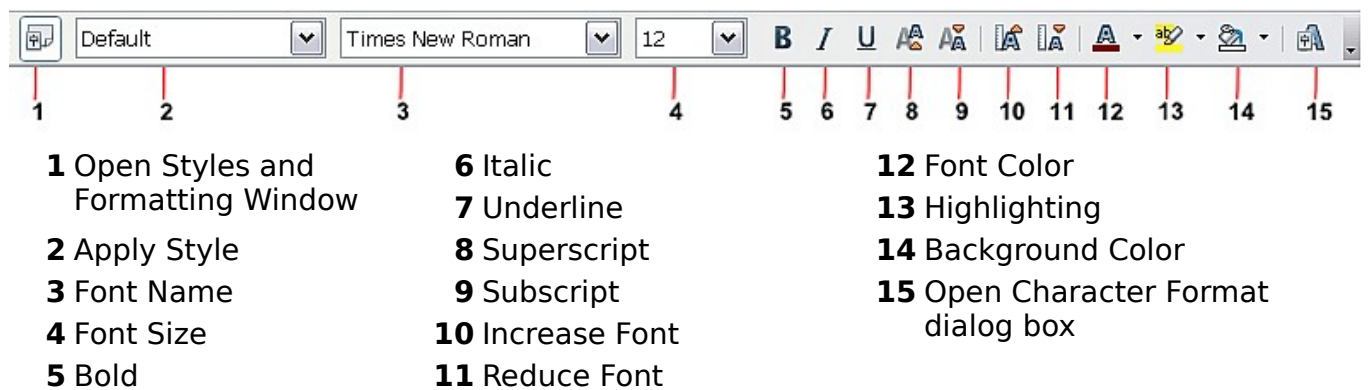 Default Times New Roman 12 B I U A A A A A A A ab A
1 2 3 4 5 6 7 8 9 10 11 12 13 14 15
1 Open Styles and
Formatting Window
2 Apply Style
3 Font Name
4 Font Size
5 Bold
6 Italic
7 Underline
8 Superscript
9 Subscript
10 Increase Font
11 Reduce Font
12 Font Color
13 Highlighting
14 Background Color
15 Open Character Format
dialog box